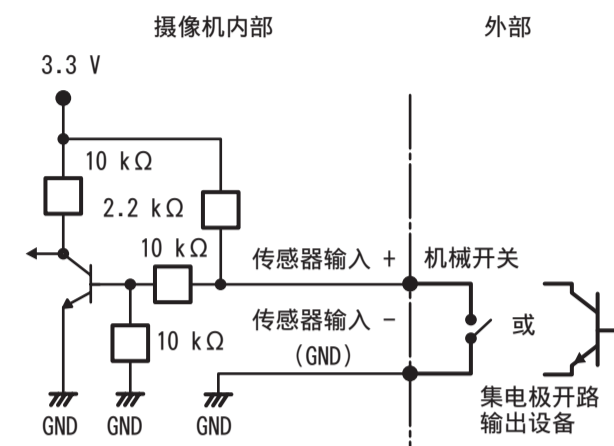 摄像机内部
外部
3.3 V
10 kΩ
2.2 kΩ
10 kΩ
传感器输入 +
机械开关
传感器输入 -
(GND)
10 kΩ
或
集电极开路
输出设备
GND
GND
GND